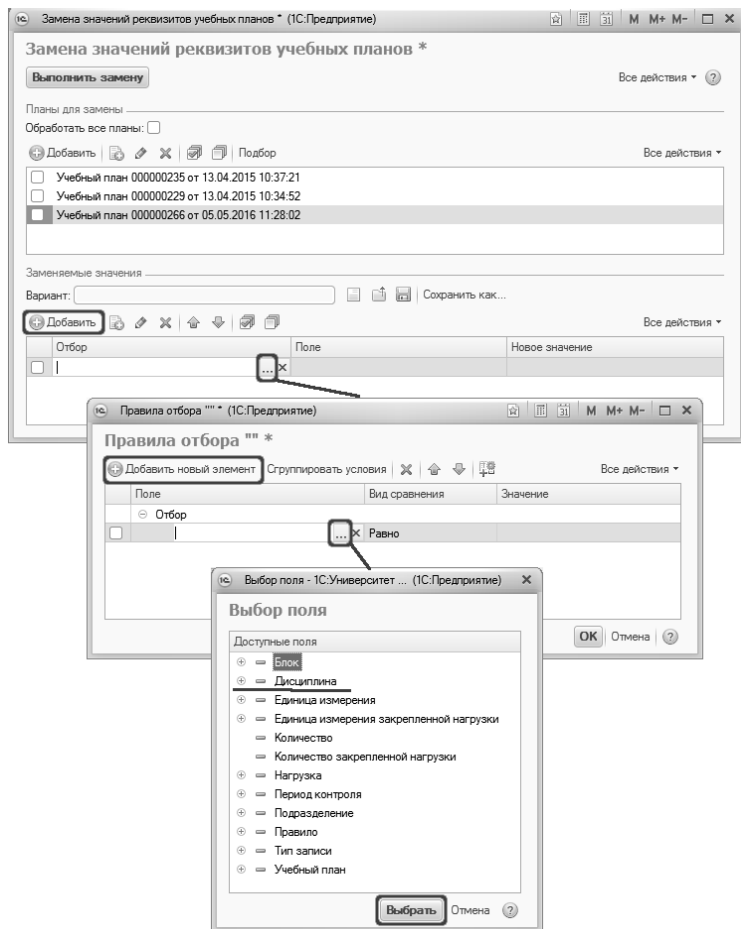 Замена значений реквизитов учебных планов * (1С:Предприятие) 31 M M+ M-
Замена значений реквизитов учебных планов *
Выполнить замену Все действия ?
Планы для замены
Обработать все планы:
Добавить Подбор Все действия
Учебный план 000000235 от 13.04.2015 10:37:21
Учебный план 000000229 от 13.04.2015 10:34:52
Учебный план 000000266 от 05.05.2016 11:28:02
Заменяемые значения
Вариант: Сохранить как...
Добавить Все действия
Отбор Поле Новое значение
...
Правила отбора "" * (1С:Предприятие) 31 M M+ M-
Правила отбора "" *
Добавить новый элемент Сгруппировать условия Все действия
Поле Вид сравнения Значение
Отбор
... Равно
Выбор поля - 1С:Университет ... (1С:Предприятие)
Выбор поля
OK Отмена ?
Доступные поля
Блок
Дисциплина
Единица измерения
Единица измерения закрепленной нагрузки
Количество
Количество закрепленной нагрузки
Нагрузка
Период контроля
Подразделение
Правило
Тип записи
Учебный план
Выбрать Отмена ?